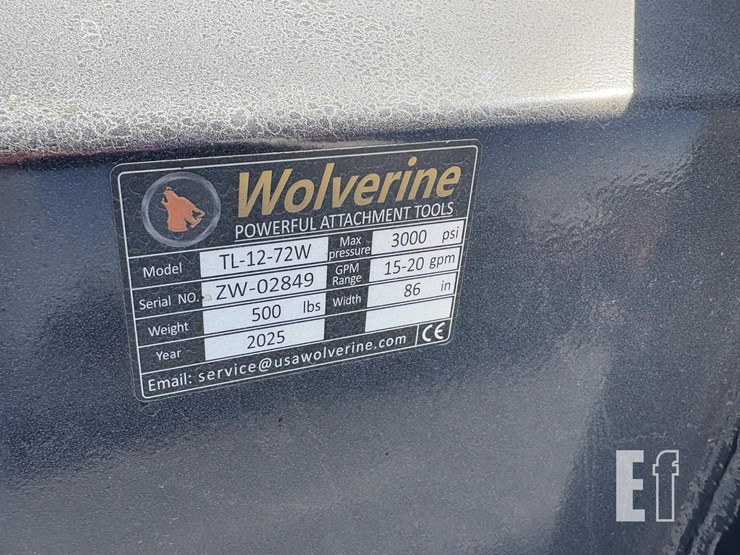 Wolverine
POWERFUL ATTACHMENT TOOLS
Model TL-12-72W Max pressure 3000 psi
Serial NO. ZW-02849 GPM Range 15-20 gpm
Weight 500 lbs Width 86 in
Year 2025
Email: service@usawolverine.com CE
Ef